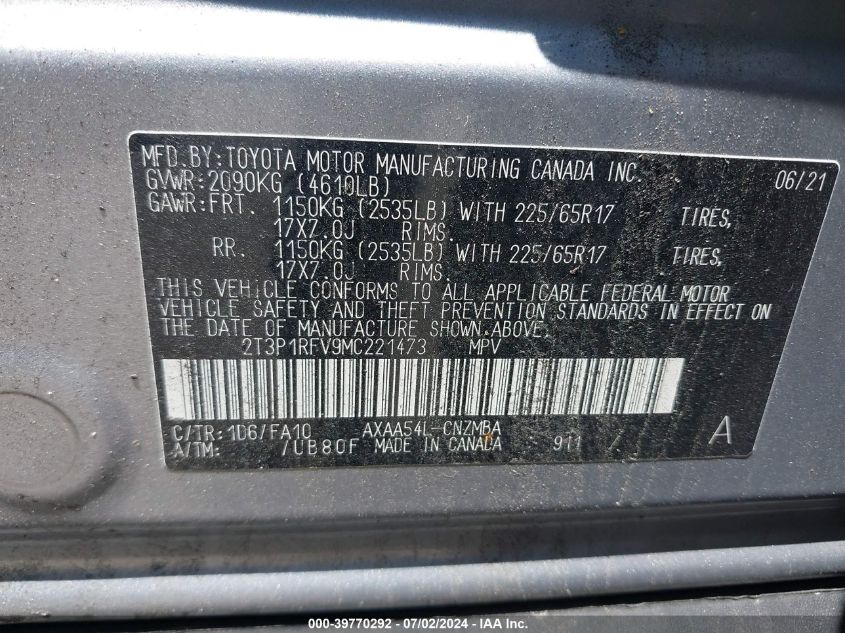 MFD.BY:TOYOTA MOTOR MANUFACTURING CANADA INC. 06/21
GVWR:2090KG (4610LB)
GAWR:FRT. 1150KG (2535LB) WITH 225/65R17 TIRES,
17X7.0J RIMS.
RR. 1150KG (2535LB) WITH 225/65R17 TIRES,
17X7.0J RIMS.
THIS VEHICLE CONFORMS TO ALL APPLICABLE FEDERAL MOTOR
VEHICLE SAFETY AND THEFT PREVENTION STANDARDS IN EFFECT ON
THE DATE OF MANUFACTURE SHOWN ABOVE.
2T3P1RFV9MC221473 MPV
C/TR:1D6/FA10 AXAA54L-CNZMBA A
A/TM: /UB80F MADE IN CANADA 911
000-39770292 - 07/02/2024 - IAA Inc.